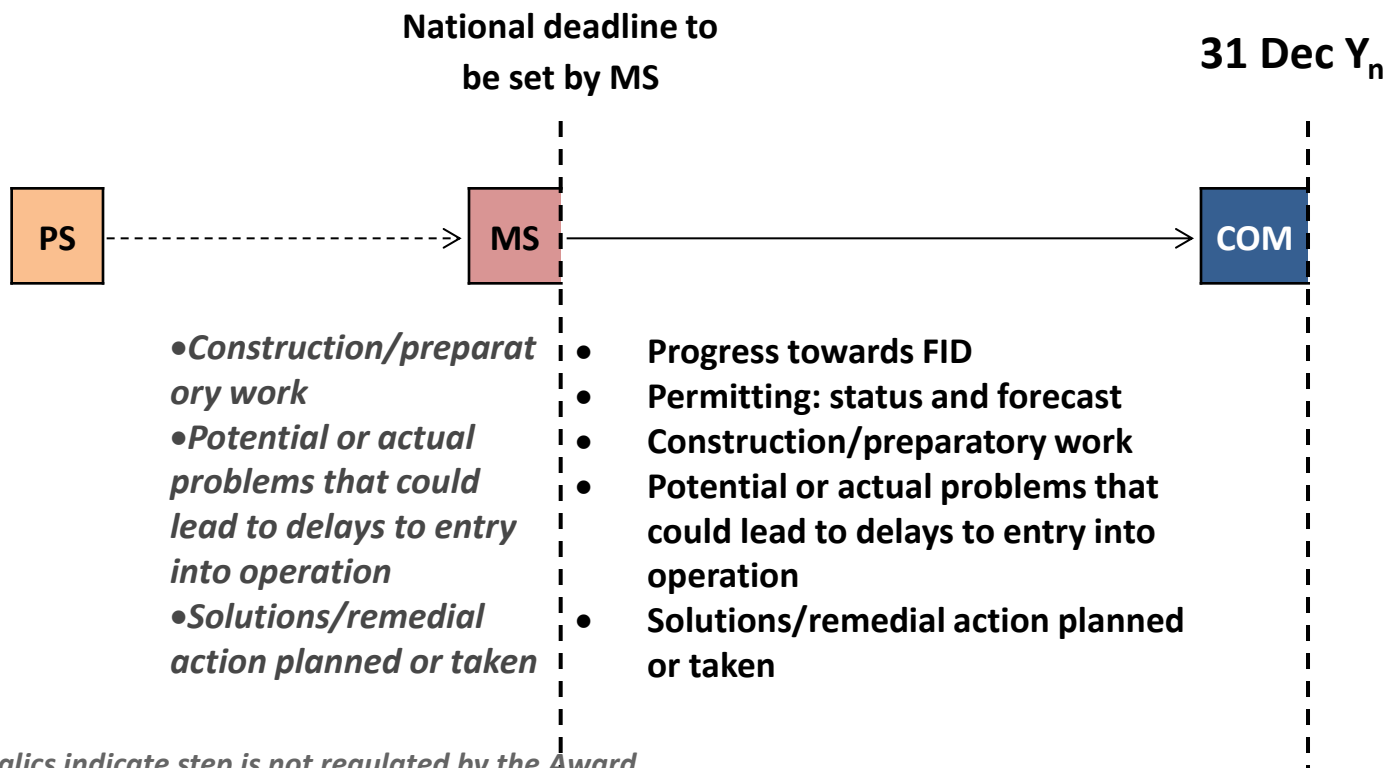 National deadline to
be set by MS
31 Dec Yn
PS
MS
COM
•Construction/preparat
ory work
•Potential or actual
problems that could
lead to delays to entry
into operation
•Solutions/remedial
action planned or taken
• Progress towards FID
• Permitting: status and forecast
• Construction/preparatory work
• Potential or actual problems that
could lead to delays to entry into
operation
• Solutions/remedial action planned
or taken
indicate step is not regulated by the Award